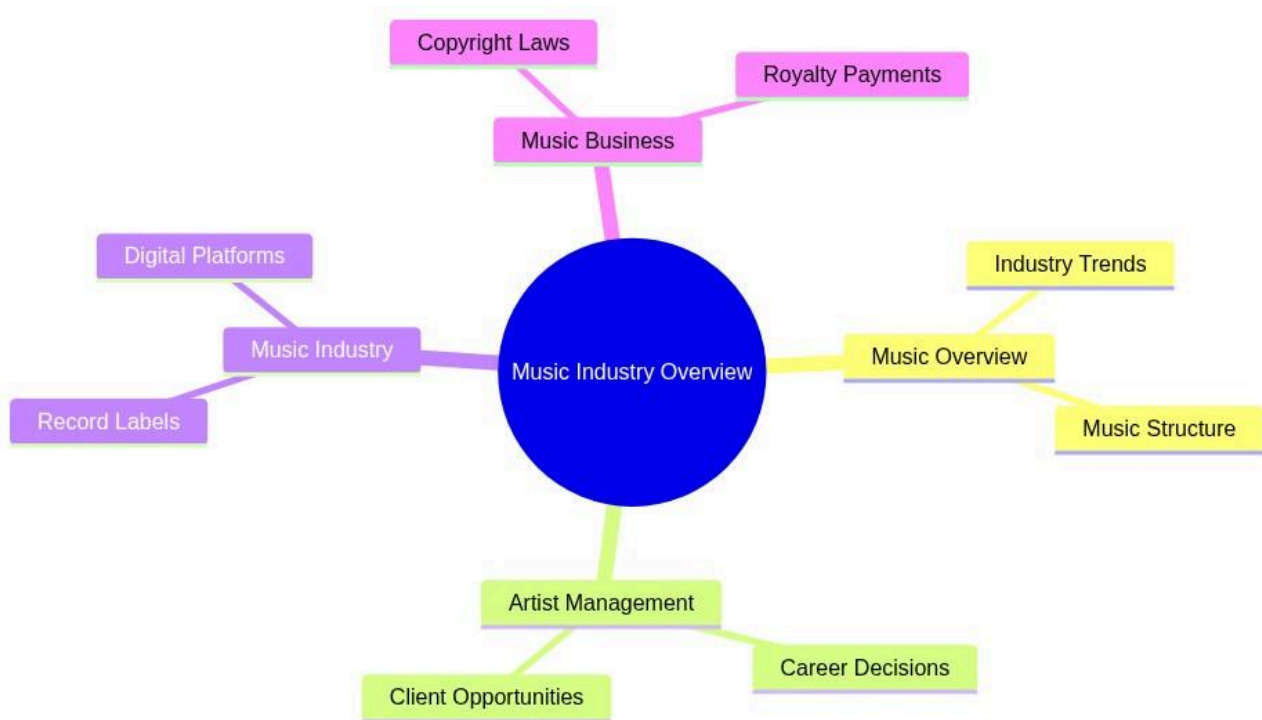 Copyright Laws
Royalty Payments
Music Business
Digital Platforms
Industry Trends
Music Industry
Music Overview
Music Industry Overview
Record Labels
Music Structure
Artist Management
Career Decisions
Client Opportunities